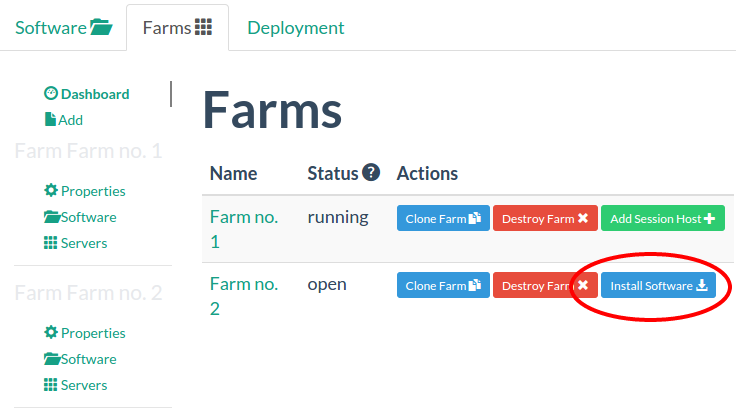 Software Farms Deployment
Dashboard
Add
Farm Farm no. 1
Properties
Software
Servers
Farm Farm no. 2
Properties
Software
Servers
Farms
Name Status ? Actions
Farm no. 1 running Clone Farm Destroy Farm Add Session Host
Farm no. 2 open Clone Farm Destroy Farm Install Software